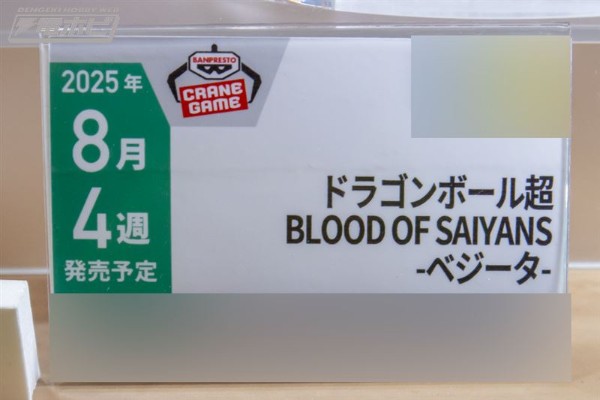 2025年
8月
4週
発売予定
BANPRESTO
CRANE
GAME
ドラゴンボール超
BLOOD OF SAIYANS
-ベジータ-